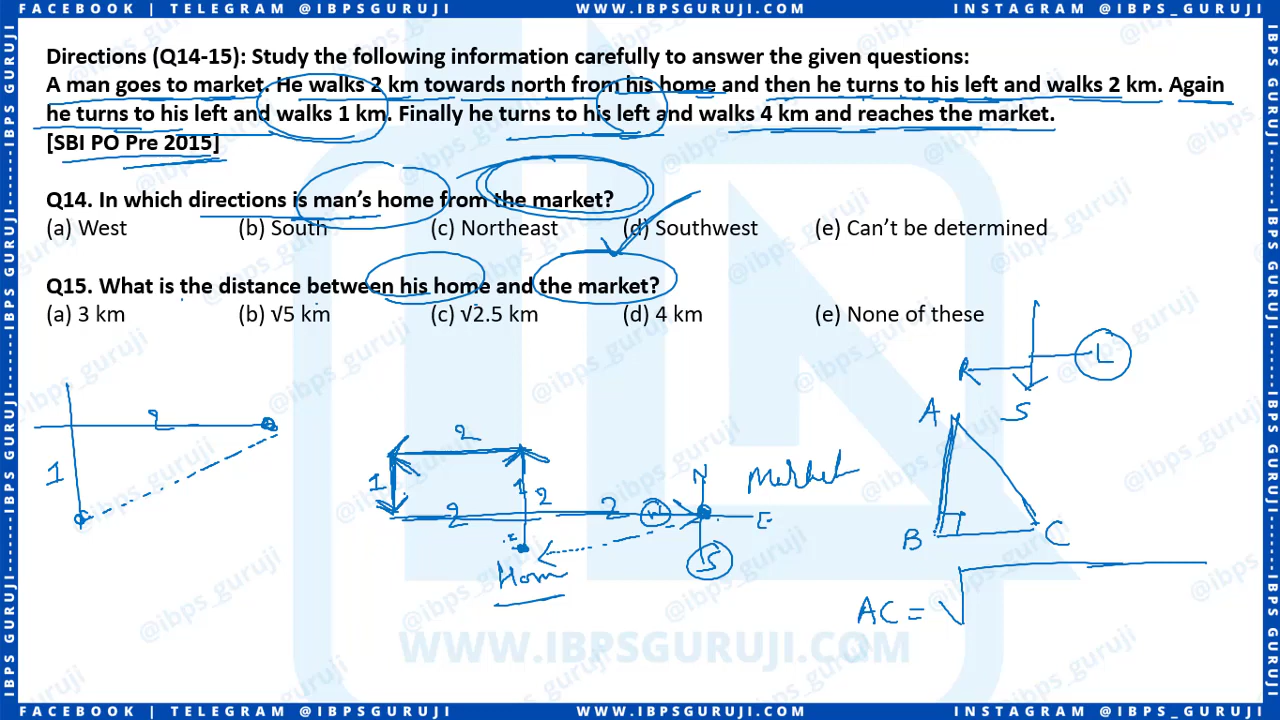 FACEBOOK | TELEGRAM @IBPSGURUJI WWW.IBPSGURUJI.COM INSTAGRAM @IBPS_GURUJI
Directions (Q14-15): Study the following information carefully to answer the given questions:
A man goes to market. He walks 2 km towards north from his home and then he turns to his left and walks 2 km. Again
he turns to his left and walks 1 km. Finally he turns to his left and walks 4 km and reaches the market.
[SBI PO Pre 2015]
Q14. In which directions is man's home from the market?
(a) West (b) South (c) Northeast (d) Southwest (e) Can't be determined
Q15. What is the distance between his home and the market?
(a) 3 km (b) √5 km (c) √2.5 km (d) 4 km (e) None of these
R L
S
2
1
2
1
1
2
2
2
W
N
E
S
Market
Hom
A
B
C
AC = √
@ibps_guruji
WWW.IBPSGURUJI.COM
IBPS GURUJI
IBPS GURUJI
FACEBOOK | TELEGRAM @IBPSGURUJI WWW.IBPSGURUJI.COM INSTAGRAM @IBPS_GURUJI